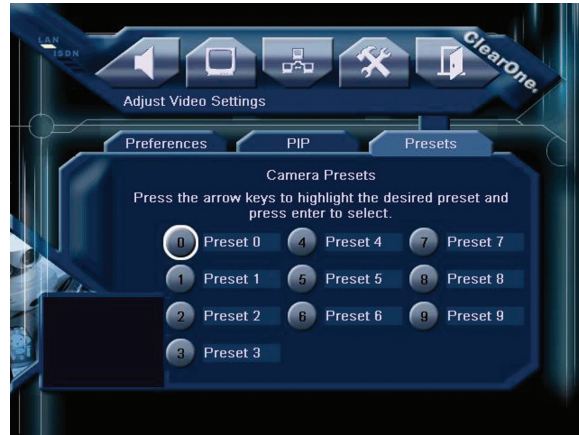 LAN
ISDN
ClearOne.
Adjust Video Settings
Preferences
PIP
Presets
Camera Presets
Press the arrow keys to highlight the desired preset and
press enter to select.
0 Preset 0 4 Preset 4 7 Preset 7
1 Preset 1 5 Preset 5 8 Preset 8
2 Preset 2 6 Preset 6 9 Preset 9
3 Preset 3